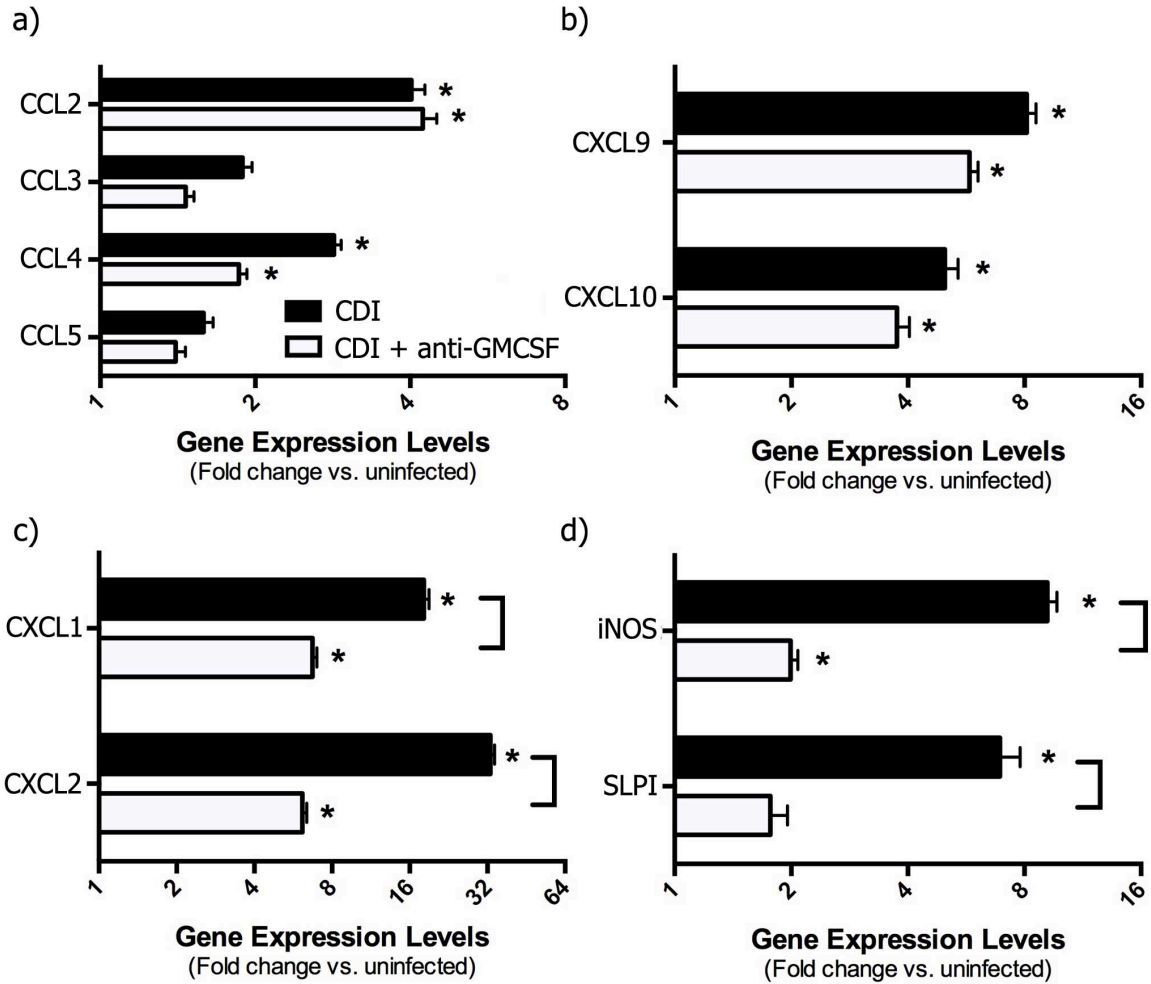 a)
CCL2
*
*
CCL3
CCL4
*
*
CCL5
CDI
CDI + anti-GMCSF
1 2 4 8
Gene Expression Levels
(Fold change vs. uninfected)
b)
CXCL9
*
*
CXCL10
*
*
1 2 4 8 16
Gene Expression Levels
(Fold change vs. uninfected)
c)
CXCL1
*
*
CXCL2
*
*
1 2 4 8 16 32 64
Gene Expression Levels
(Fold change vs. uninfected)
d)
iNOS
*
*
SLPI
*
1 2 4 8 16
Gene Expression Levels
(Fold change vs. uninfected)